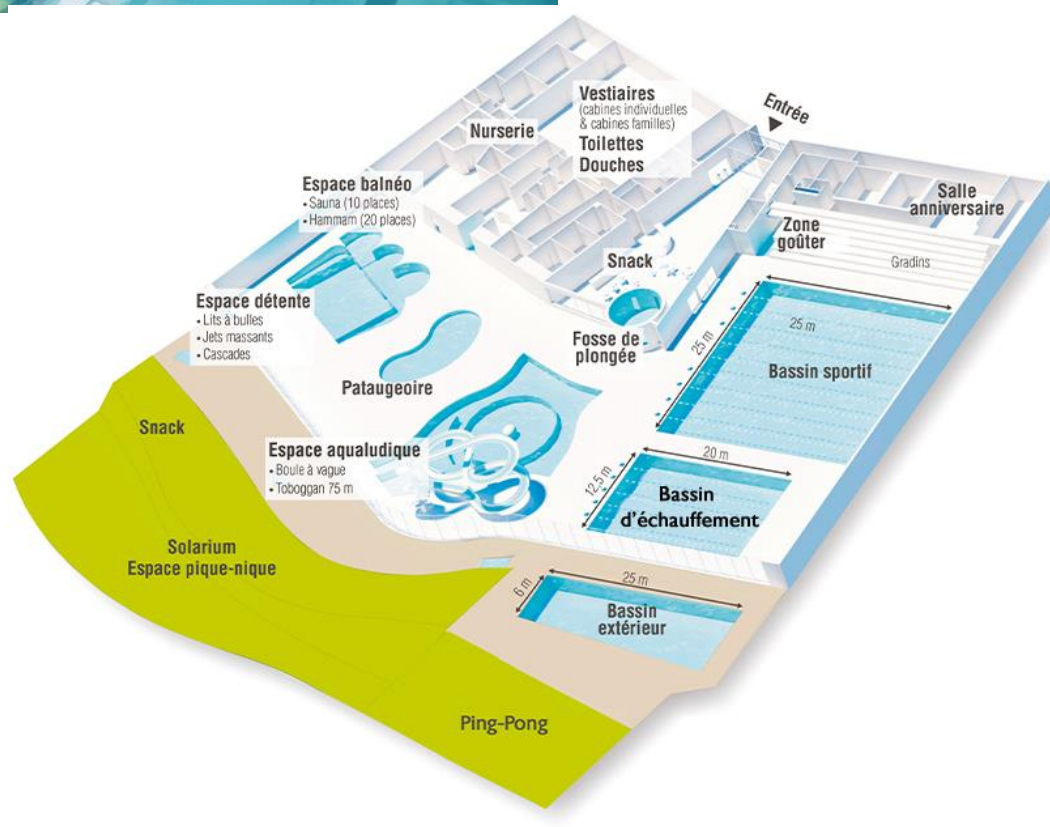 Vestiaires
(cabines individuelles
& cabines familles)
Toilettes
Douches
Entrée
Nurserie
Espace balnéo
• Sauna (10 places)
• Hammam (20 places)
Salle
anniversaire
Zone
goûter
Gradins
Snack
Espace détente
• Lits à bulles
• Jets massants
• Cascades
Fosse de
plongée
25 m
25 m
Bassin sportif
Pataugeoire
Snack
Espace aqualudique
• Boule à vague
• Toboggan 75 m
20 m
12,5 m
Bassin
d'échauffement
Solarium
Espace pique-nique
25 m
6 m
Bassin
extérieur
Ping-Pong